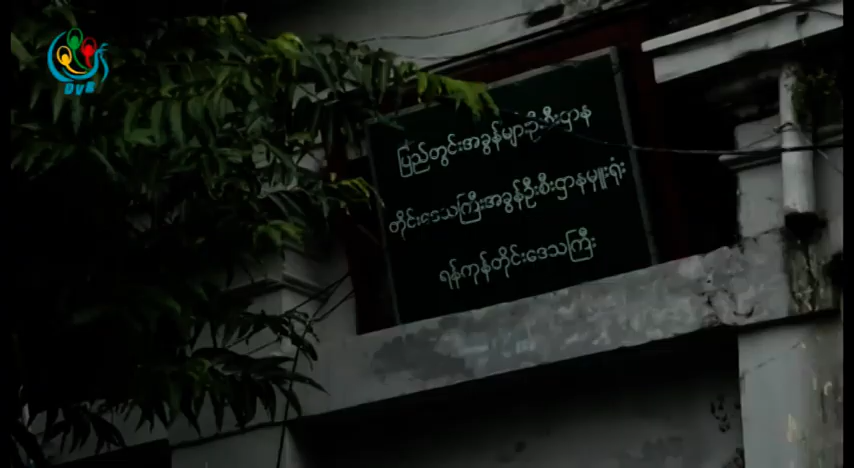 DVB
ပြည်တွင်းအခွန်များဦးစီးဌာန
တိုင်းဒေသကြီးအခွန်ဦးစီးဌာနမှူးရုံး
ရန်ကုန်တိုင်းဒေသကြီး